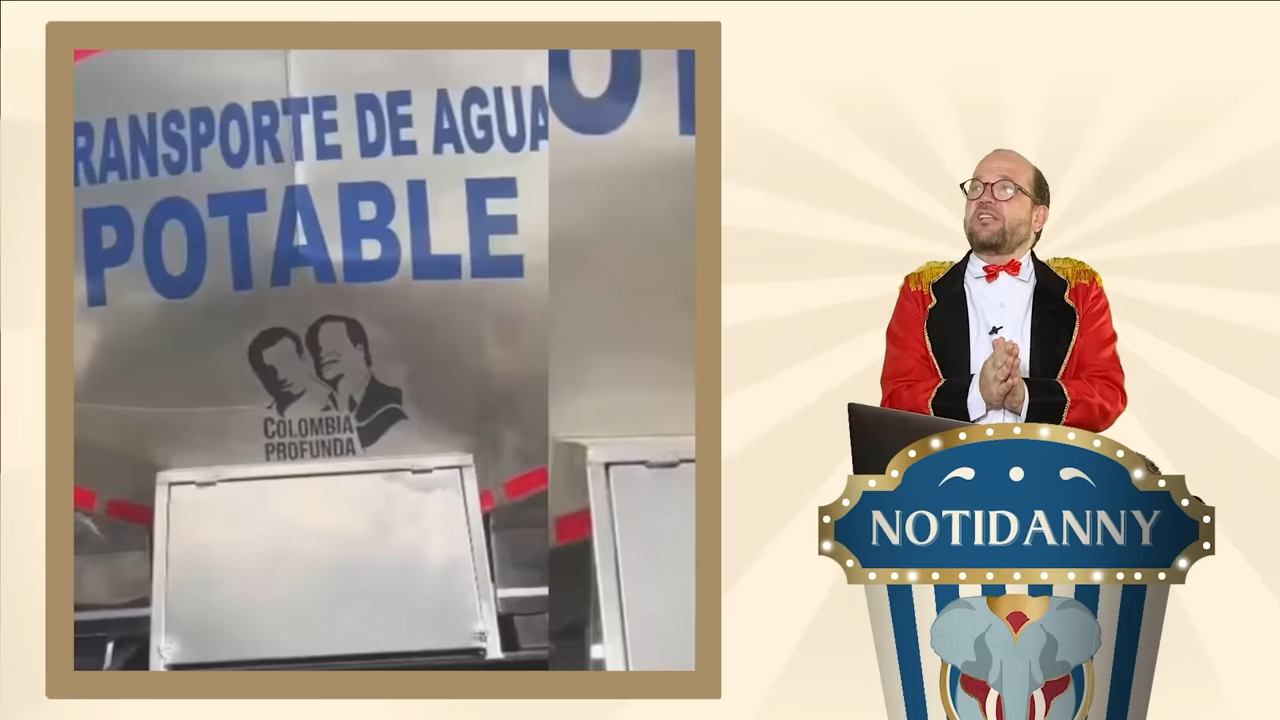 RANSPORTE DE AGUA
POTABLE
COLOMBIA
PROFUNDA
NOTIDANNY